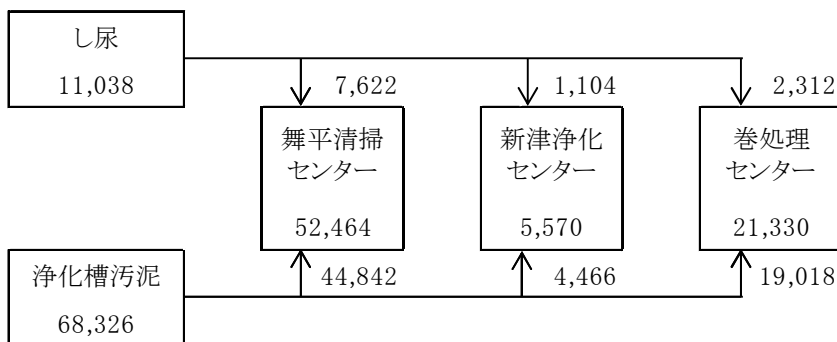 し尿
11,038
7,622
1,104
2,312
舞平清掃
センター
52,464
新津浄化
センター
5,570
巻処理
センター
21,330
浄化槽汚泥
68,326
44,842
4,466
19,018